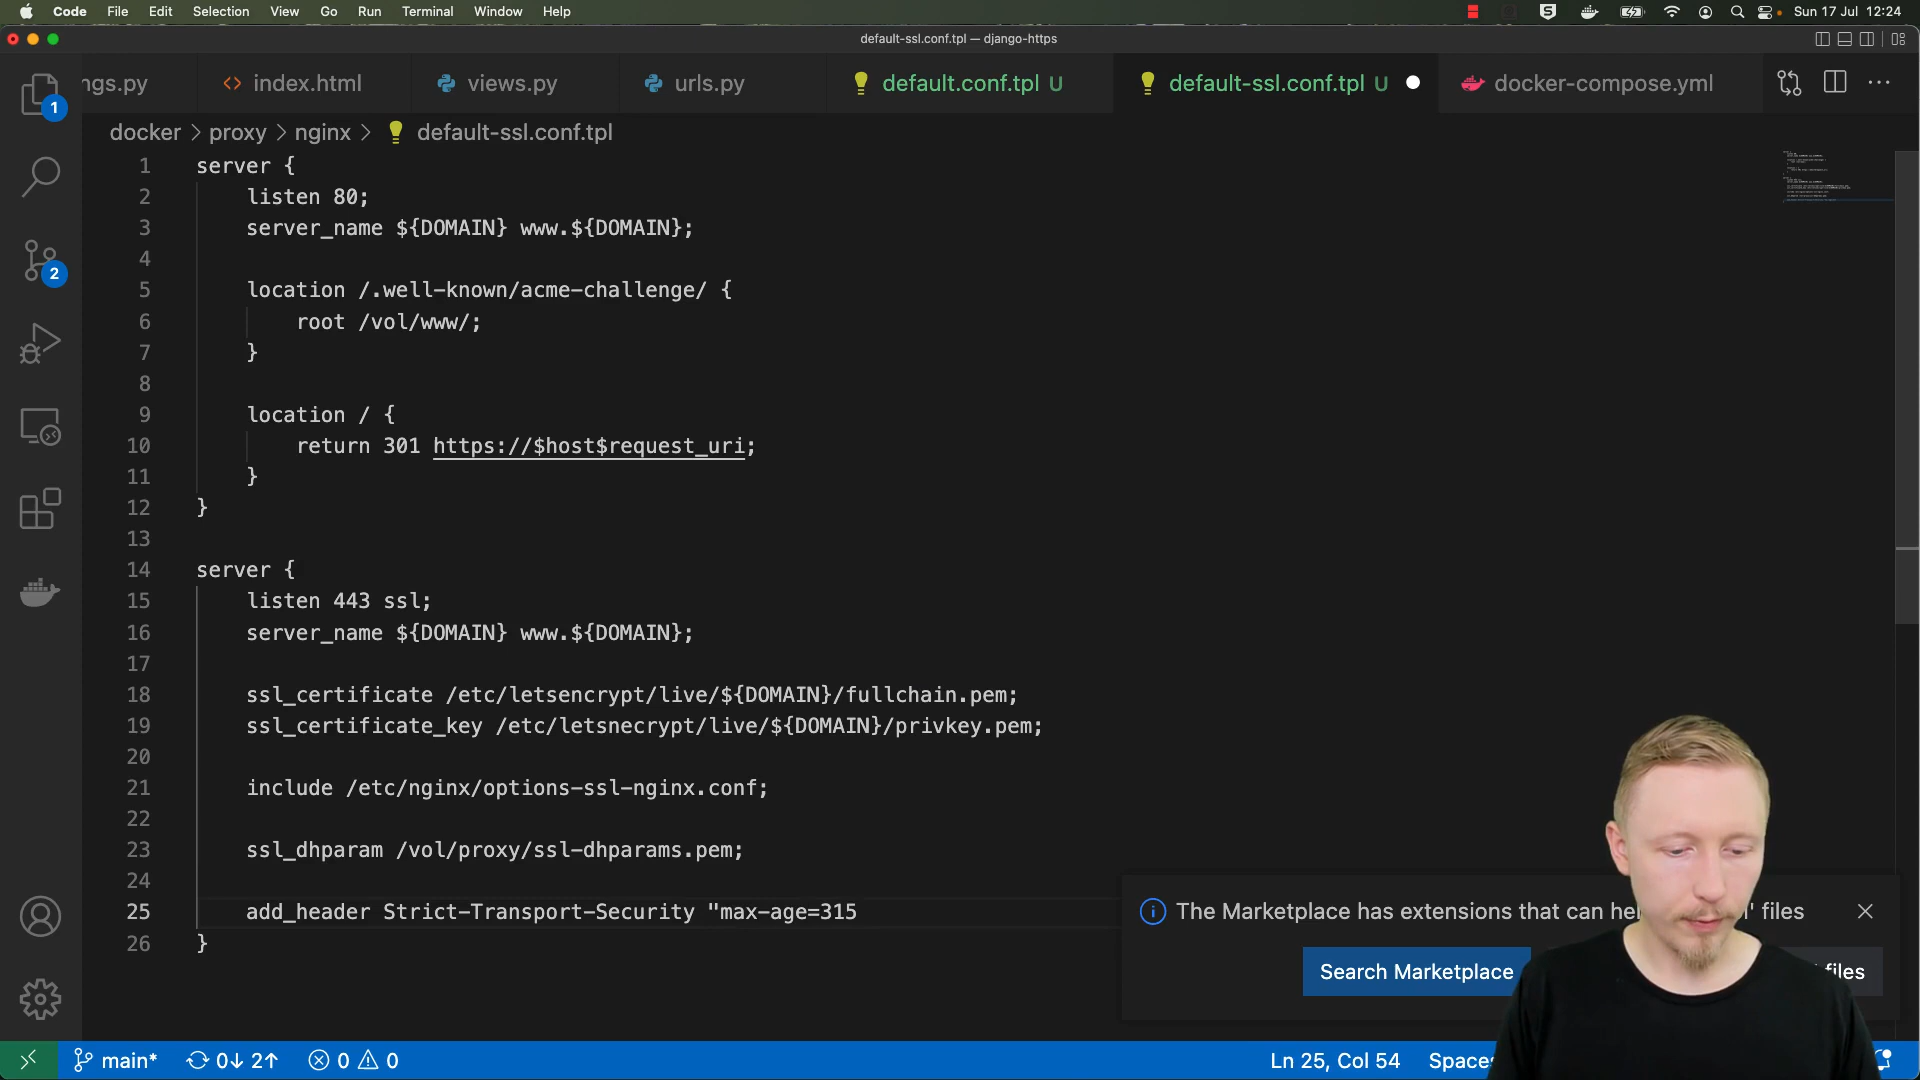 Code File Edit Selection View Go Run Terminal Window Help Sun 17 Jul 12:24
default-ssl.conf.tpl — django-https
ngs.py index.html views.py urls.py default.conf.tpl U default-ssl.conf.tpl U docker-compose.yml
docker > proxy > nginx > default-ssl.conf.tpl
1 server {
2 listen 80;
3 server_name ${DOMAIN} www.${DOMAIN};
4
5 location /.well-known/acme-challenge/ {
6 root /vol/www/;
7 }
8
9 location / {
10 return 301 https://$host$request_uri;
11 }
12 }
13
14 server {
15 listen 443 ssl;
16 server_name ${DOMAIN} www.${DOMAIN};
17
18 ssl_certificate /etc/letsencrypt/live/${DOMAIN}/fullchain.pem;
19 ssl_certificate_key /etc/letsnecrypt/live/${DOMAIN}/privkey.pem;
20
21 include /etc/nginx/options-ssl-nginx.conf;
22
23 ssl_dhparam /vol/proxy/ssl-dhparams.pem;
24
25 add_header Strict-Transport-Security "max-age=315
26 }
1
2
The Marketplace has extensions that can hel ' files
Search Marketplace files
main* 0↓ 2↑ 0 0 Ln 25, Col 54 Spaces